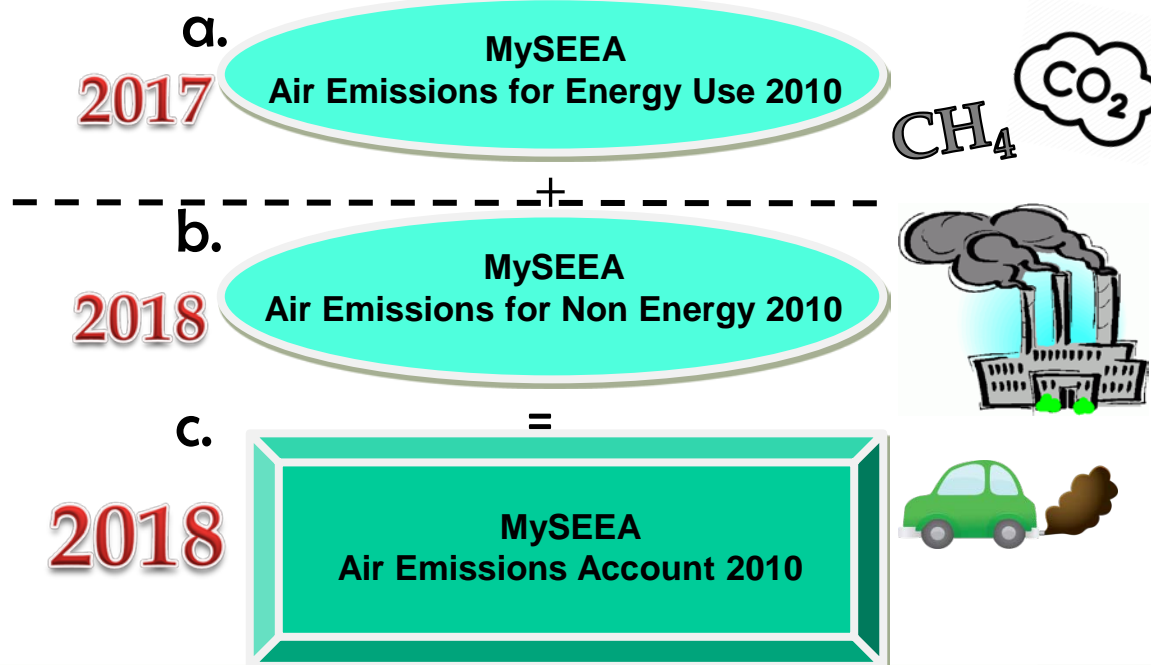 a.
2017
MySEEA
Air Emissions for Energy Use 2010
CH₄
CO₂
+
b.
2018
MySEEA
Air Emissions for Non Energy 2010
=
c.
2018
MySEEA
Air Emissions Account 2010